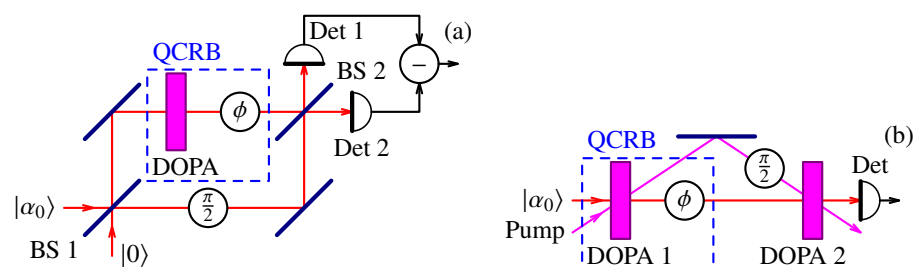 Det 1
(a)
QCRB
BS 2
−
ϕ
DOPA
Det 2
|α₀⟩
π/2
BS 1
|0⟩
(b)
QCRB
π/2
Det
|α₀⟩
ϕ
Pump
DOPA 1
DOPA 2